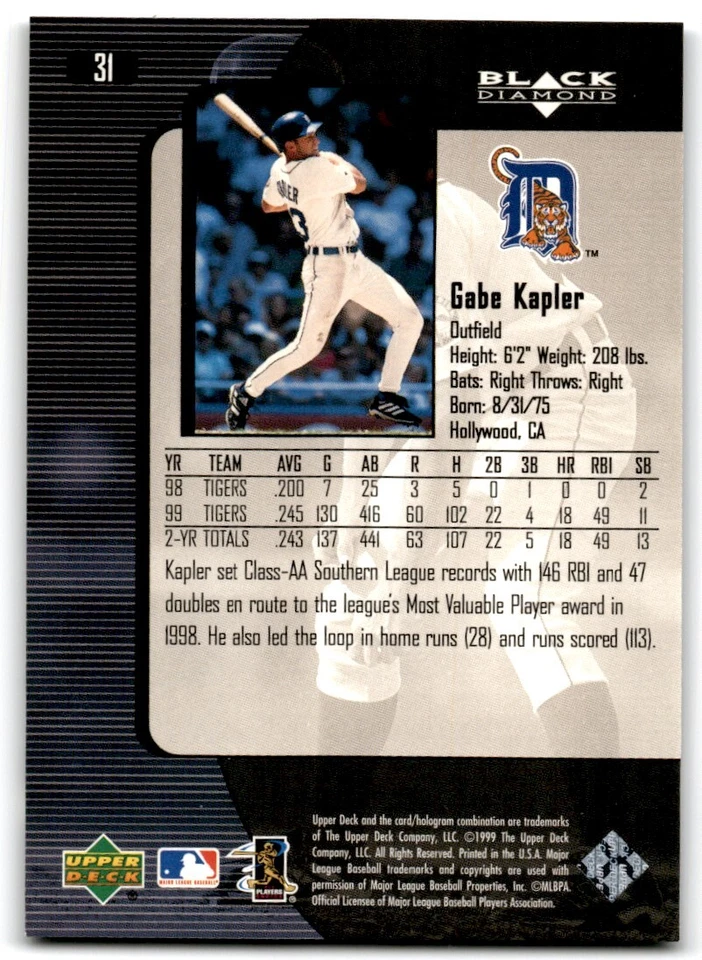 31
BLACK
DIAMOND
PLER
3
TM
Gabe Kapler
Outfield
Height: 6'2" Weight: 208 lbs.
Bats: Right Throws: Right
Born: 8/31/75
Hollywood, CA
YR TEAM AVG G AB R H 2B 3B HR RBI SB
98 TIGERS .200 7 25 3 5 0 1 0 0 2
99 TIGERS .245 130 416 60 102 22 4 18 49 11
2-YR TOTALS .243 137 441 63 107 22 5 18 49 13
Kapler set Class-AA Southern League records with 146 RBI and 47
doubles en route to the league's Most Valuable Player award in
1998. He also led the loop in home runs (28) and runs scored (113).
Upper Deck and the card/hologram combination are trademarks
of The Upper Deck Company, LLC. ©1999 The Upper Deck
Company, LLC. All Rights Reserved. Printed in the U.S.A. Major
League Baseball trademarks and copyrights are used with
permission of Major League Baseball Properties, Inc. ©MLBPA.
Official Licensee of Major League Baseball Players Association.
UPPER
DECK
®
MAJOR LEAGUE BASEBALL
PLAYERS
®